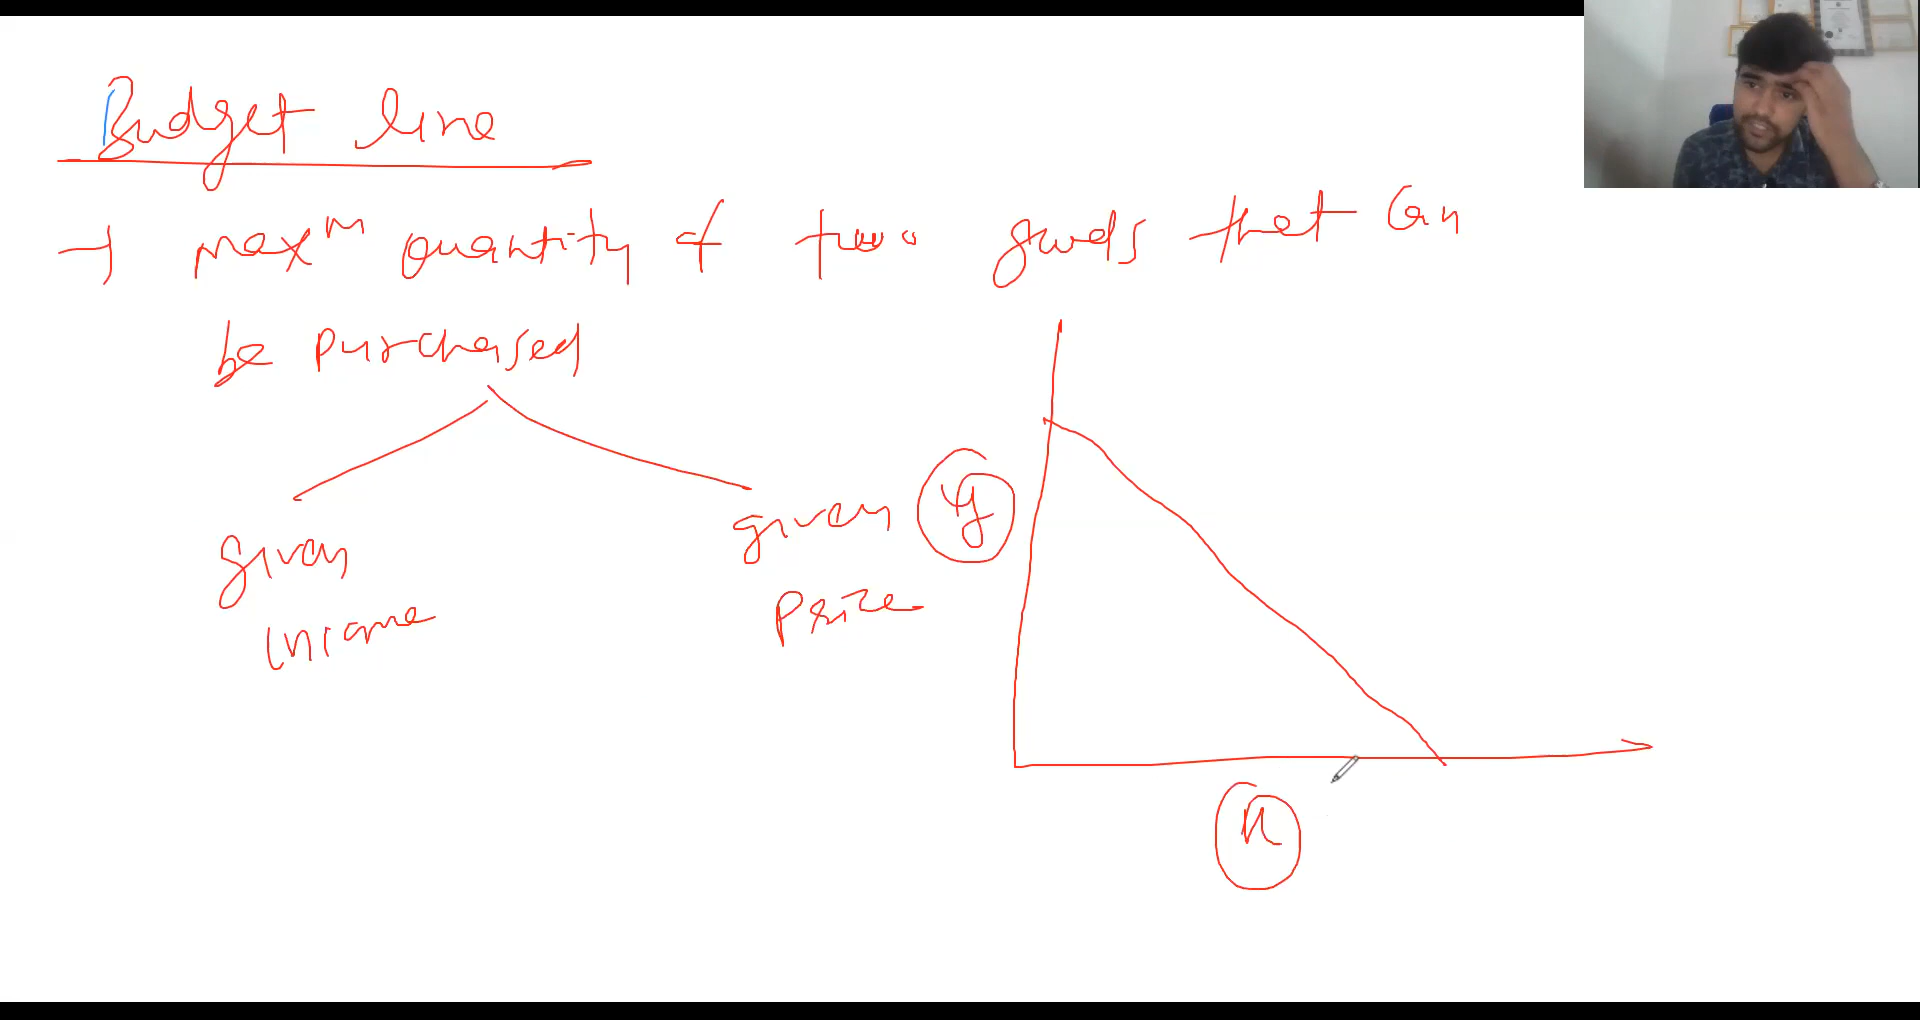 Budget line
→ maxᵐ quantity of two goods that can
be purchased
given
income
given
Price
y
x